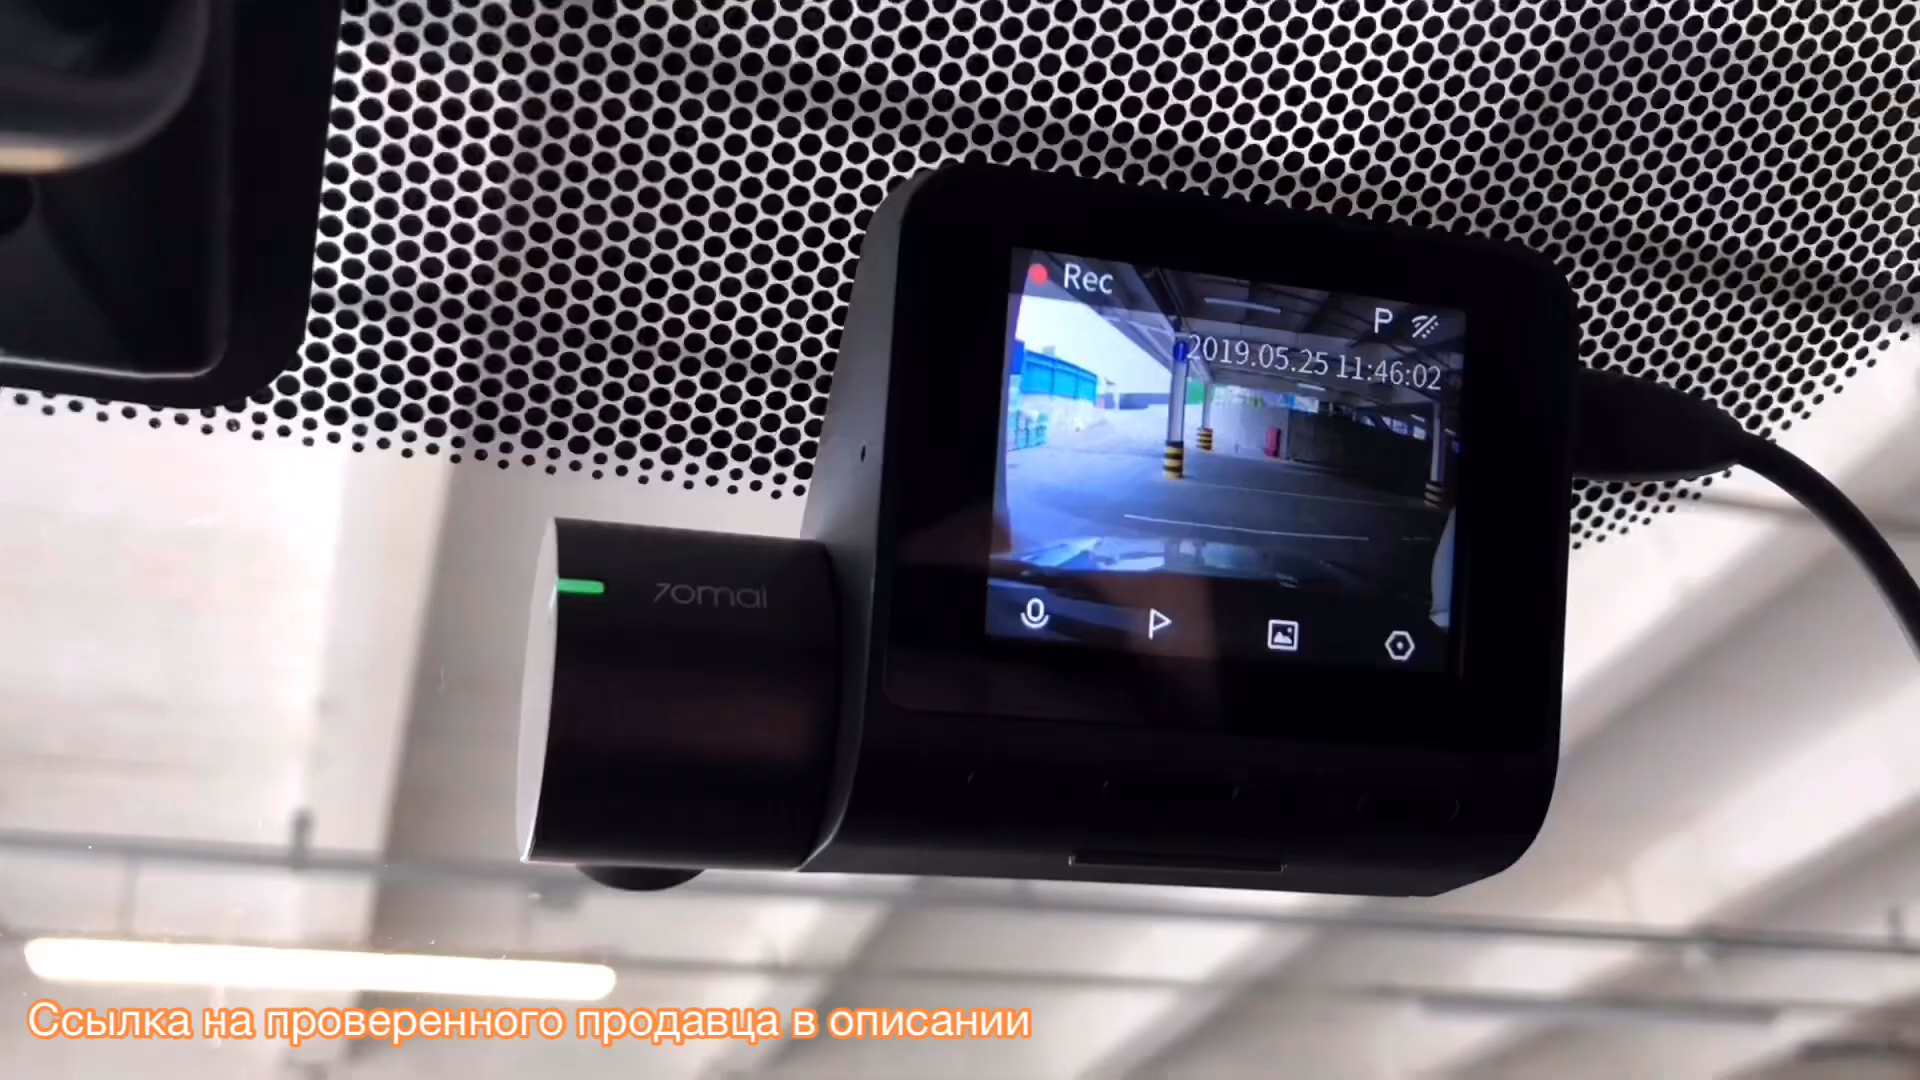 Rec
P
2019.05.25 11:46:02
70mai
Ссылка на проверенного продавца в описании